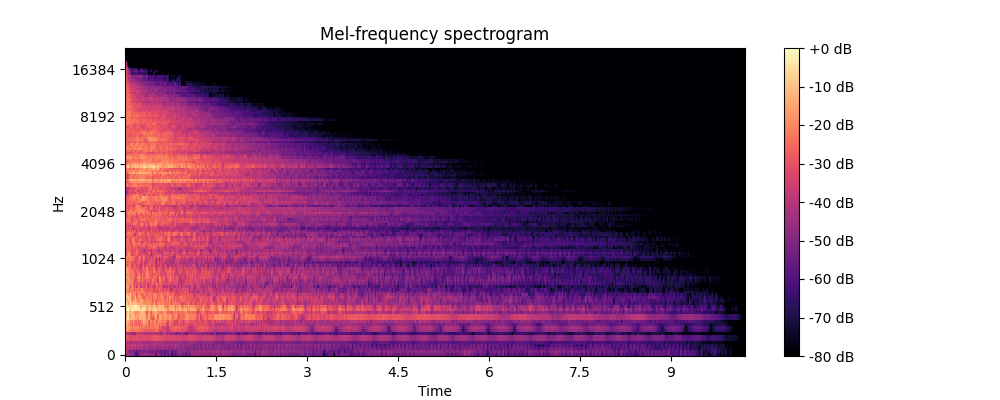 Mel-frequency spectrogram
Hz
16384
8192
4096
2048
1024
512
0
0 1.5 3 4.5 6 7.5 9
Time
+0 dB
-10 dB
-20 dB
-30 dB
-40 dB
-50 dB
-60 dB
-70 dB
-80 dB